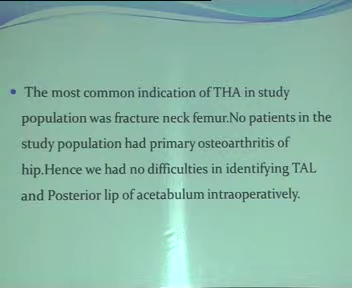 • The most common indication of THA in study
population was fracture neck femur.No patients in the
study population had primary osteoarthritis of
hip.Hence we had no difficulties in identifying TAL
and Posterior lip of acetabulum intraoperatively.